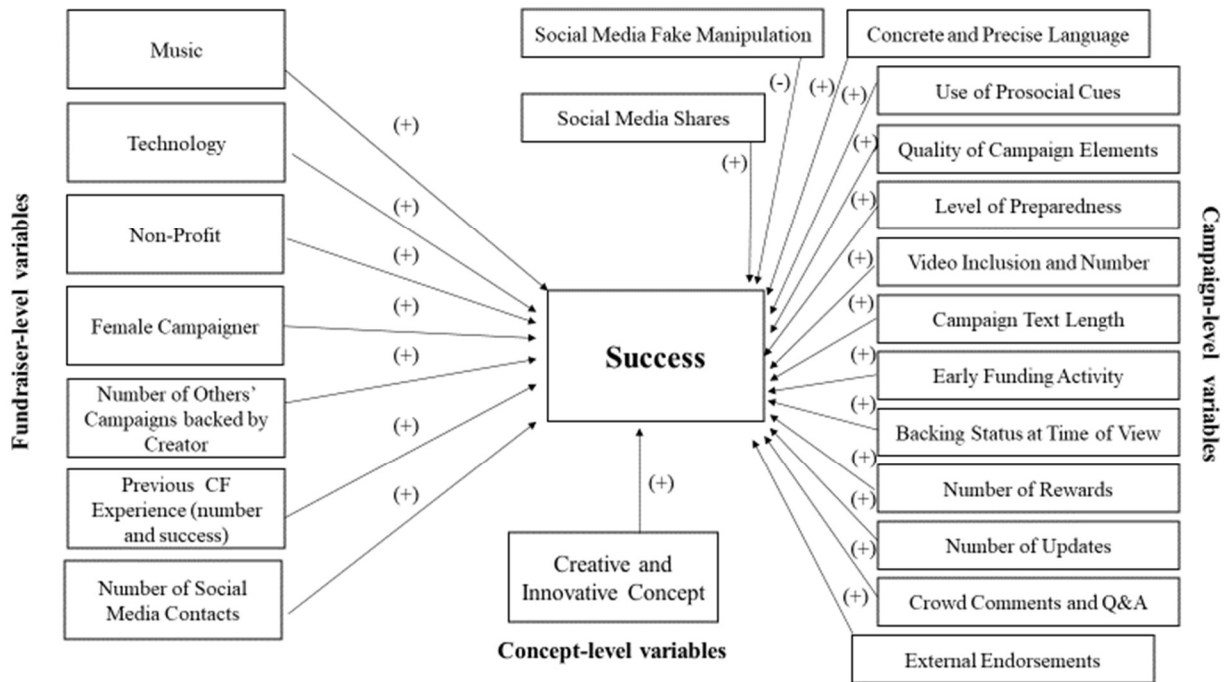 Fundraiser-level variables
Music
Technology
Non-Profit
Female Campaigner
Number of Others'
Campaigns backed by
Creator
Previous CF
Experience (number
and success)
Number of Social
Media Contacts
(+)
(+)
(+)
(+)
(+)
(+)
(+)
Social Media Fake Manipulation
(-)
Social Media Shares
(+)
Success
(+)
Creative and
Innovative Concept
Concept-level variables
Concrete and Precise Language
Use of Prosocial Cues
Quality of Campaign Elements
Level of Preparedness
Video Inclusion and Number
Campaign Text Length
Early Funding Activity
Backing Status at Time of View
Number of Rewards
Number of Updates
Crowd Comments and Q&A
External Endorsements
(+)
(+)
(+)
(+)
(+)
(+)
(+)
(+)
(+)
(+)
(+)
(+)
Campaign-level variables